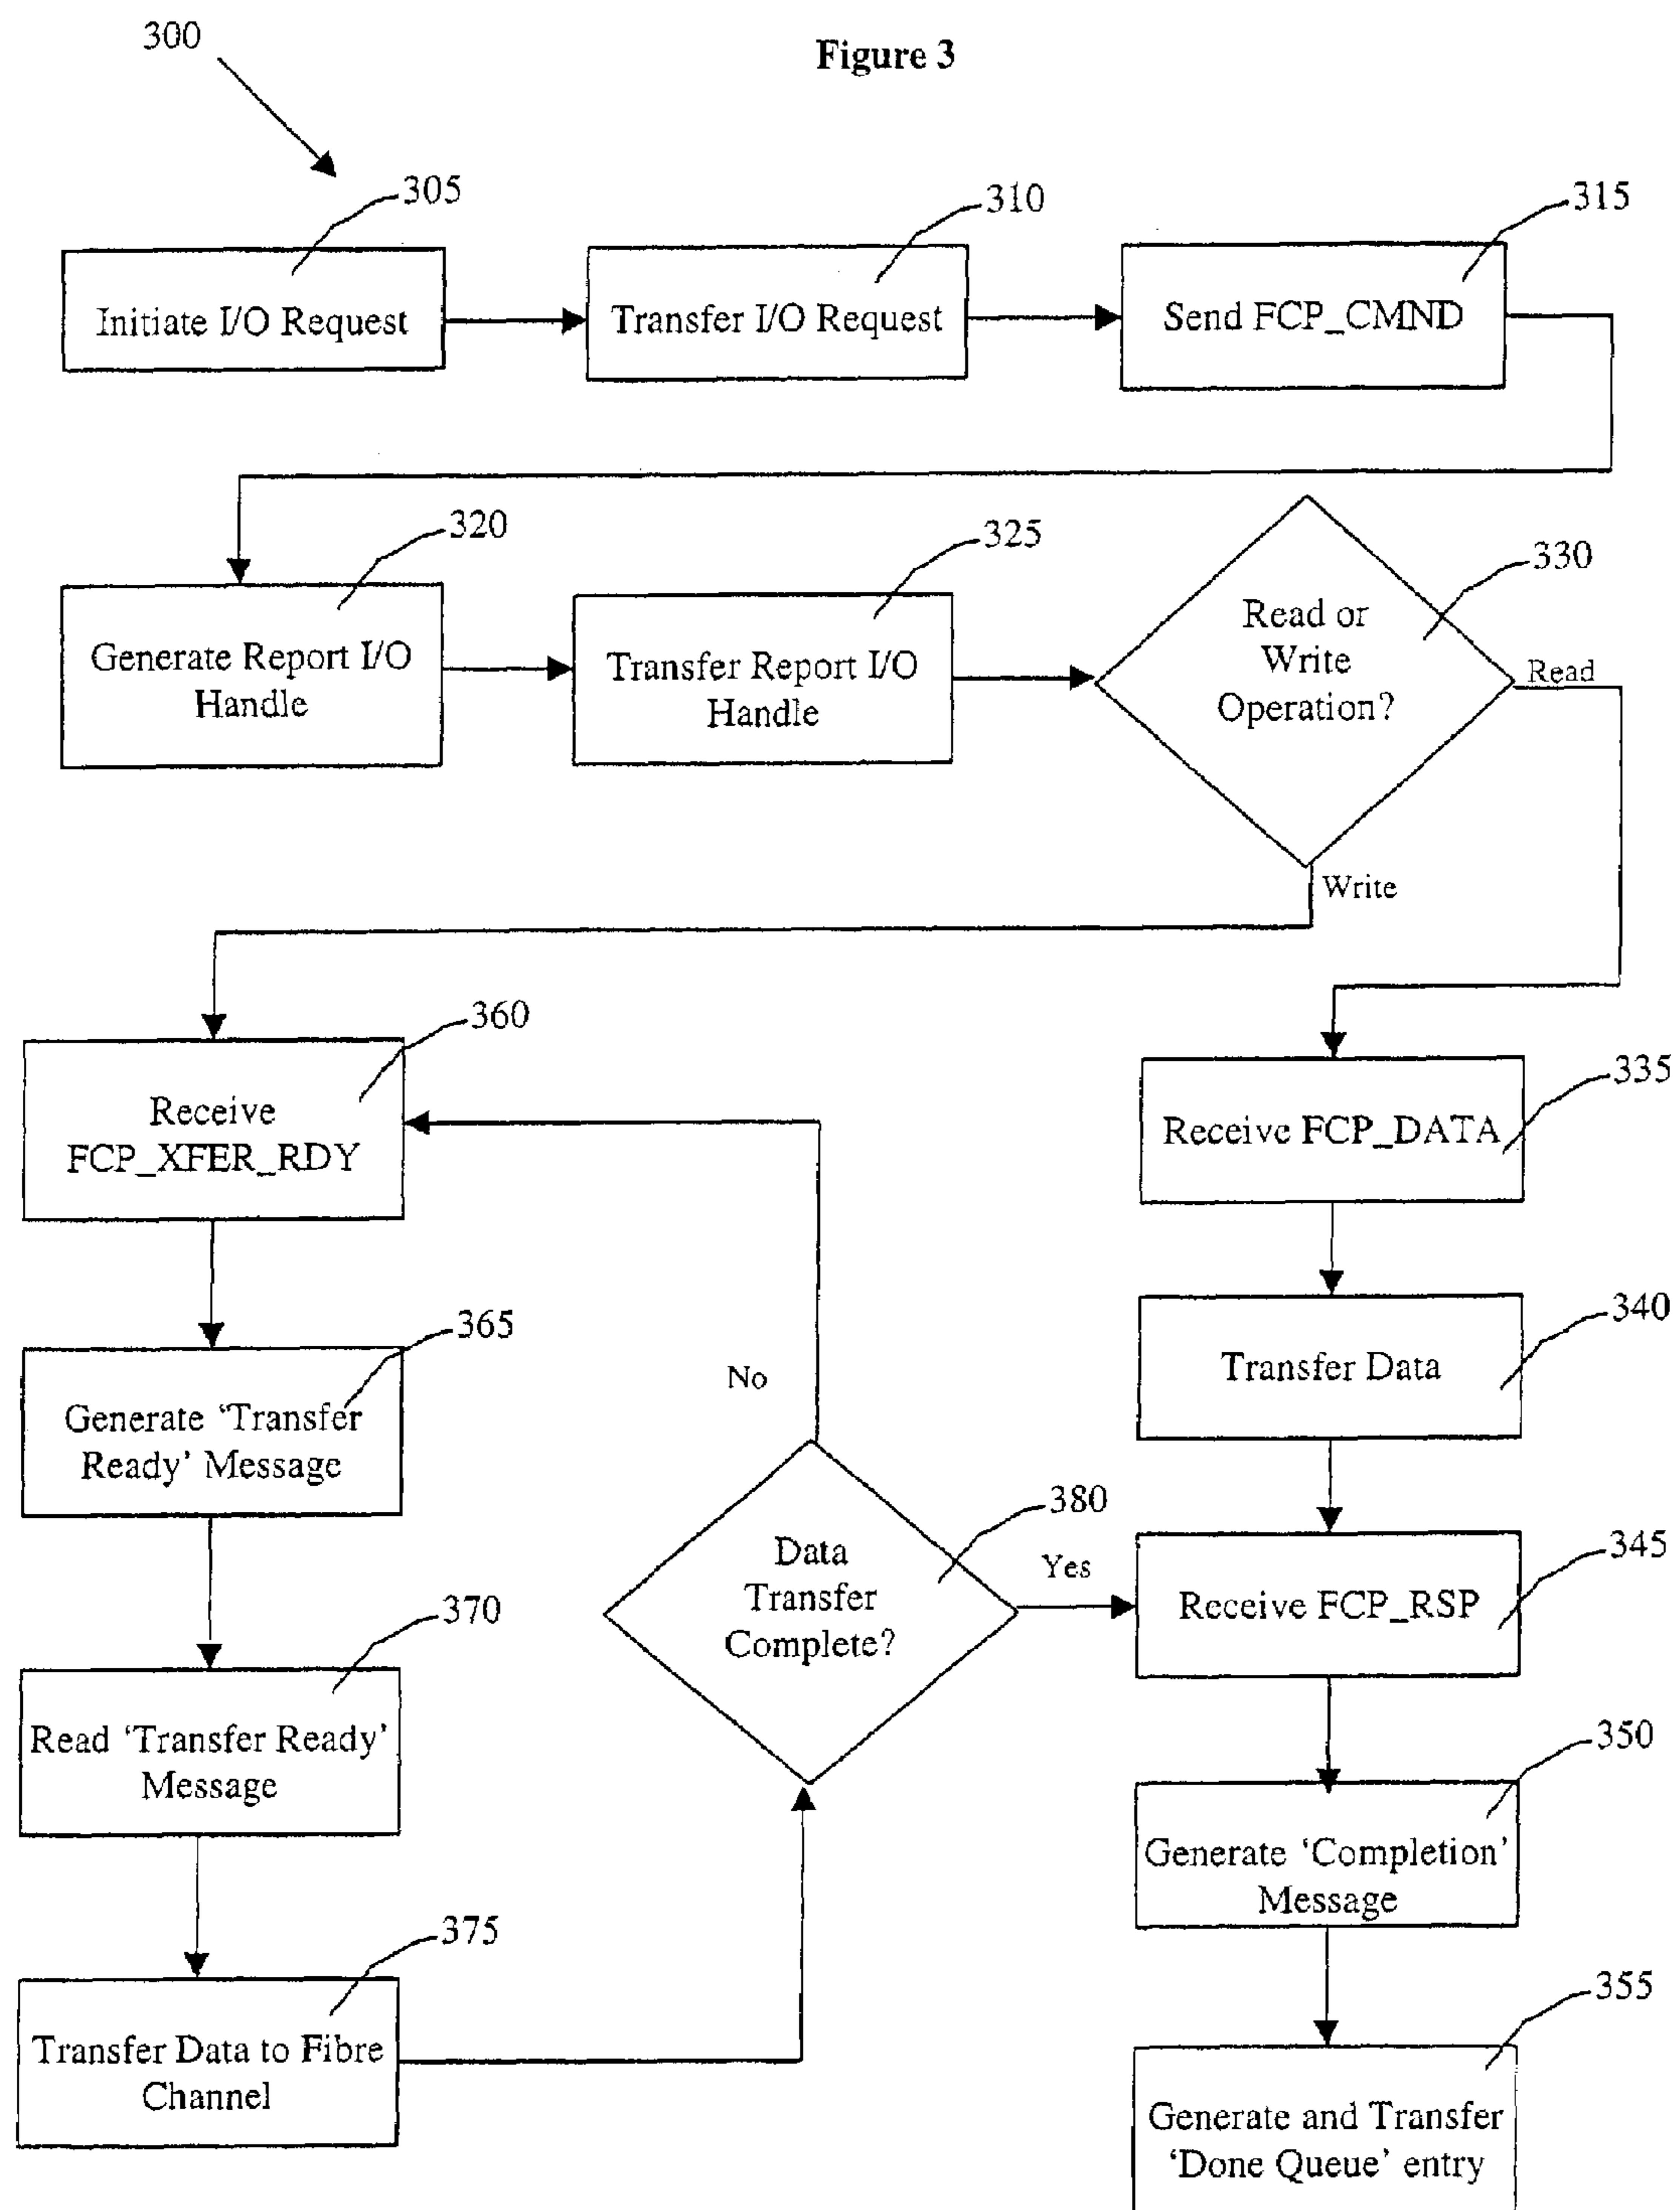 300
Figure 3
305
310
315
Initiate I/O Request
Transfer I/O Request
Send FCP_CMND
320
325
330
Generate Report I/O
Handle
Transfer Report I/O
Handle
Read or
Write
Operation?
Read
Write
360
Receive
FCP_XFER_RDY
335
Receive FCP_DATA
365
Generate ‘Transfer
Ready’ Message
No
340
Transfer Data
380
Data
Transfer
Complete?
Yes
345
Receive FCP_RSP
370
Read ‘Transfer Ready’
Message
350
Generate ‘Completion’
Message
375
Transfer Data to Fibre
Channel
355
Generate and Transfer
‘Done Queue’ entry